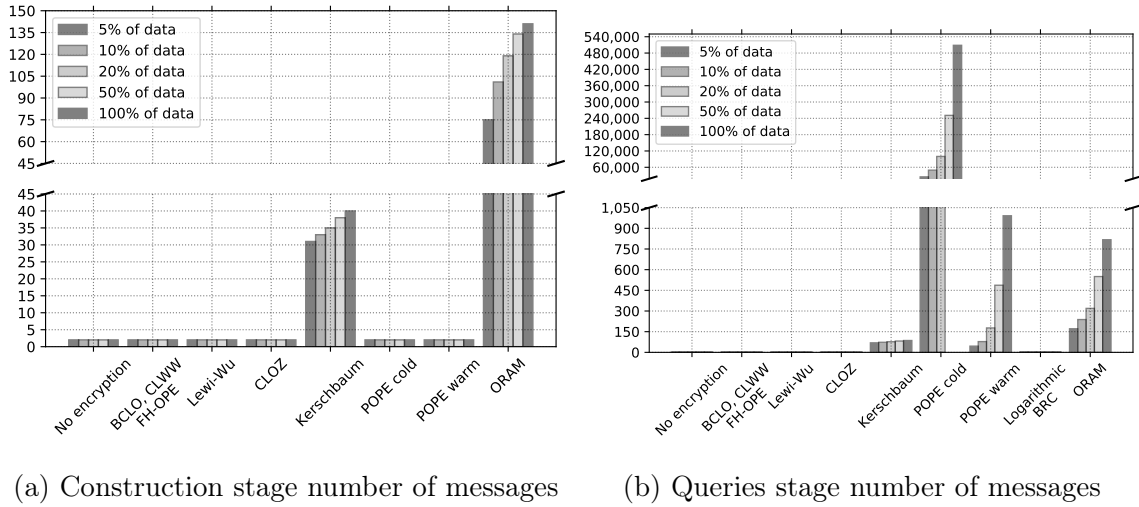 150
135
120
105
90
75
60
45
45
40
35
30
25
20
15
10
5
0
5% of data
10% of data
20% of data
50% of data
100% of data
No encryption
BCLO, CLWW
FH-OPE
Lewi-Wu
CLOZ
Kerschbaum
POPE cold
POPE warm
ORAM
(a) Construction stage number of messages
540,000
480,000
420,000
360,000
300,000
240,000
180,000
120,000
60,000
1,050
900
750
600
450
300
150
0
5% of data
10% of data
20% of data
50% of data
100% of data
No encryption
BCLO, CLWW
FH-OPE
Lewi-Wu
CLOZ
Kerschbaum
POPE cold
POPE warm
Logarithmic
BRC
ORAM
(b) Queries stage number of messages